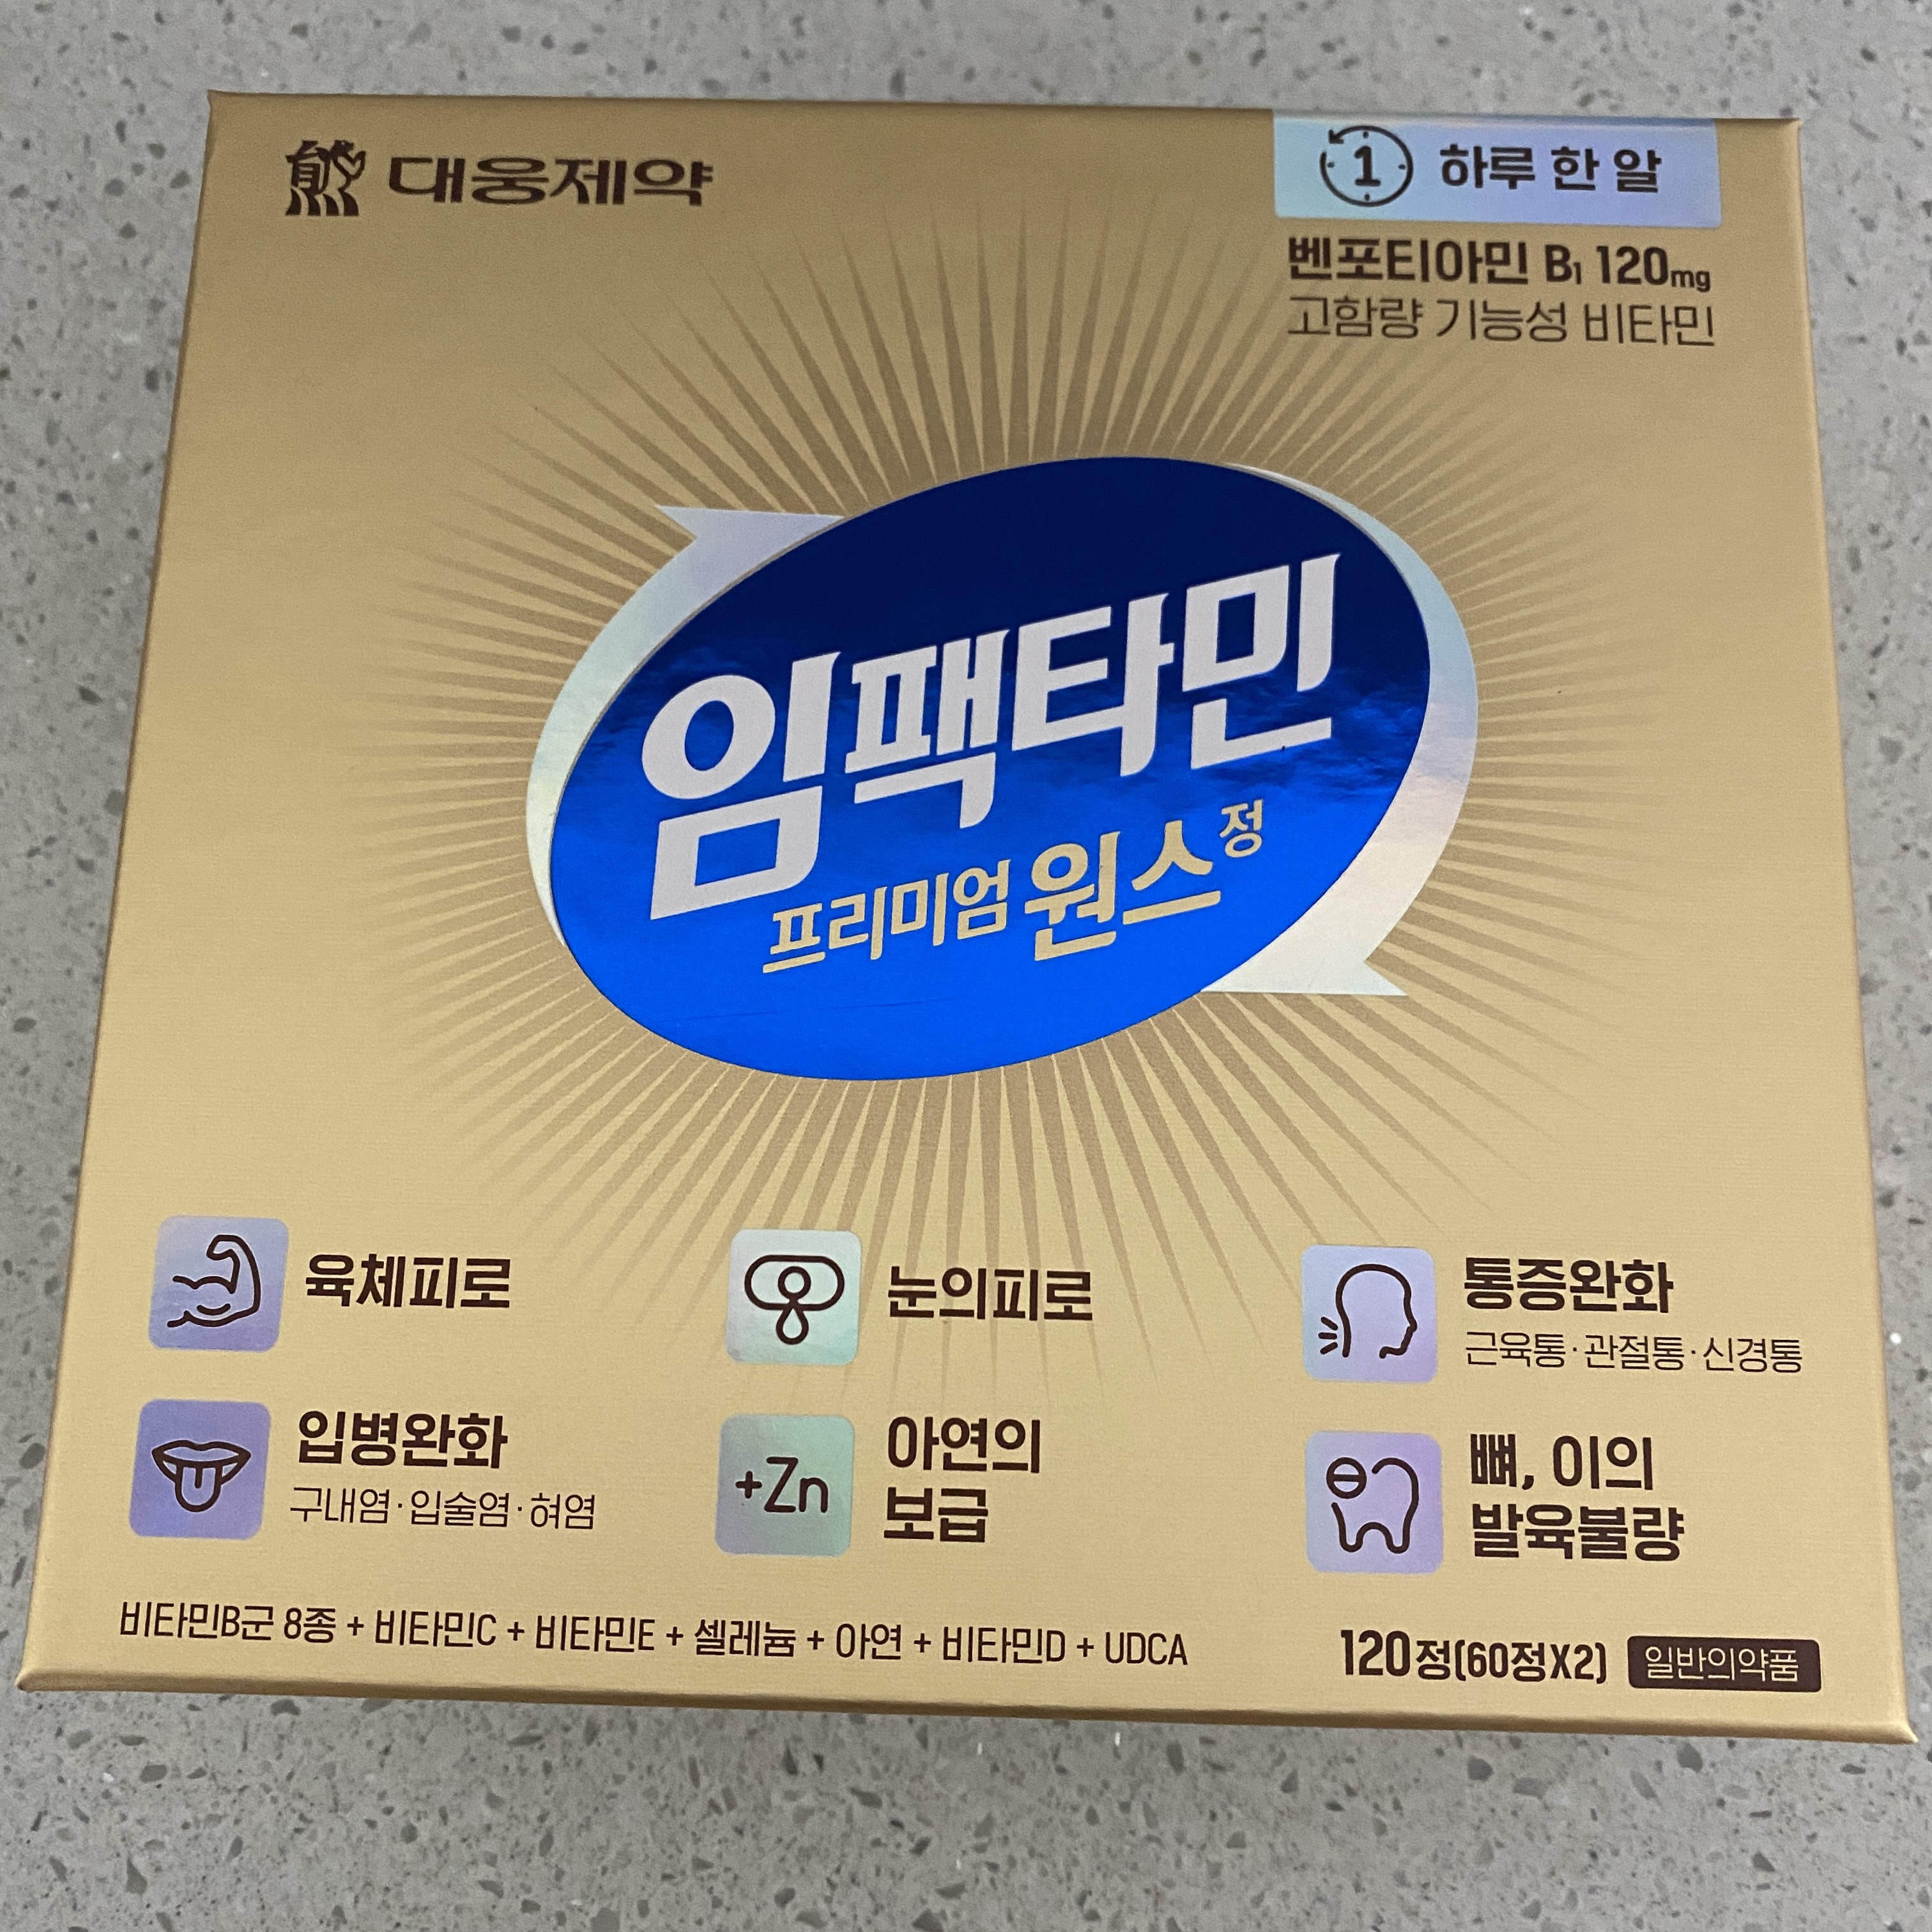 대웅제약
1 하루 한 알
벤포티아민 B₁ 120mg
고함량 기능성 비타민
임팩타민
프리미엄 원스정
육체피로
눈의피로
통증완화
근육통·관절통·신경통
입병완화
구내염·입술염·혀염
+Zn
아연의
보급
뼈, 이의
발육불량
비타민B군 8종 + 비타민C + 비타민E + 셀레늄 + 아연 + 비타민D + UDCA
120정(60정X2) 일반의약품